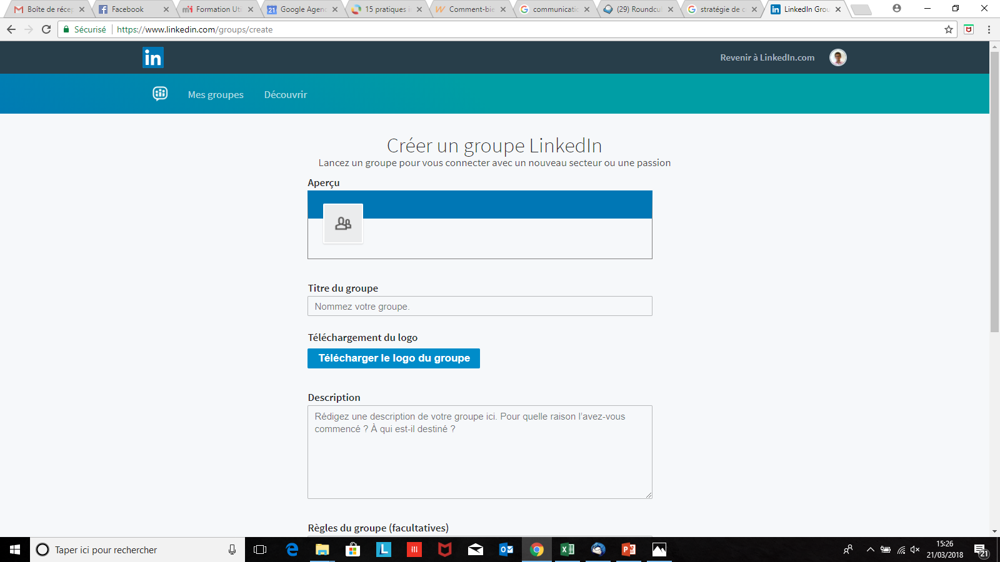 Boîte de récep
Facebook
Formation Uti
Google Agen
15 pratiques i
Comment-bie
communicati
(29) Roundcu
stratégie de c
LinkedIn Grou
Sécurisé
https://www.linkedin.com/groups/create
in
Revenir à LinkedIn.com
Mes groupes
Découvrir
Créer un groupe LinkedIn
Lancez un groupe pour vous connecter avec un nouveau secteur ou une passion
Aperçu
Titre du groupe
Nommez votre groupe.
Téléchargement du logo
Télécharger le logo du groupe
Description
Rédigez une description de votre groupe ici. Pour quelle raison l'avez-vous
commencé ? À qui est-il destiné ?
Règles du groupe (facultatives)
Taper ici pour rechercher
15:26
21/03/2018
21